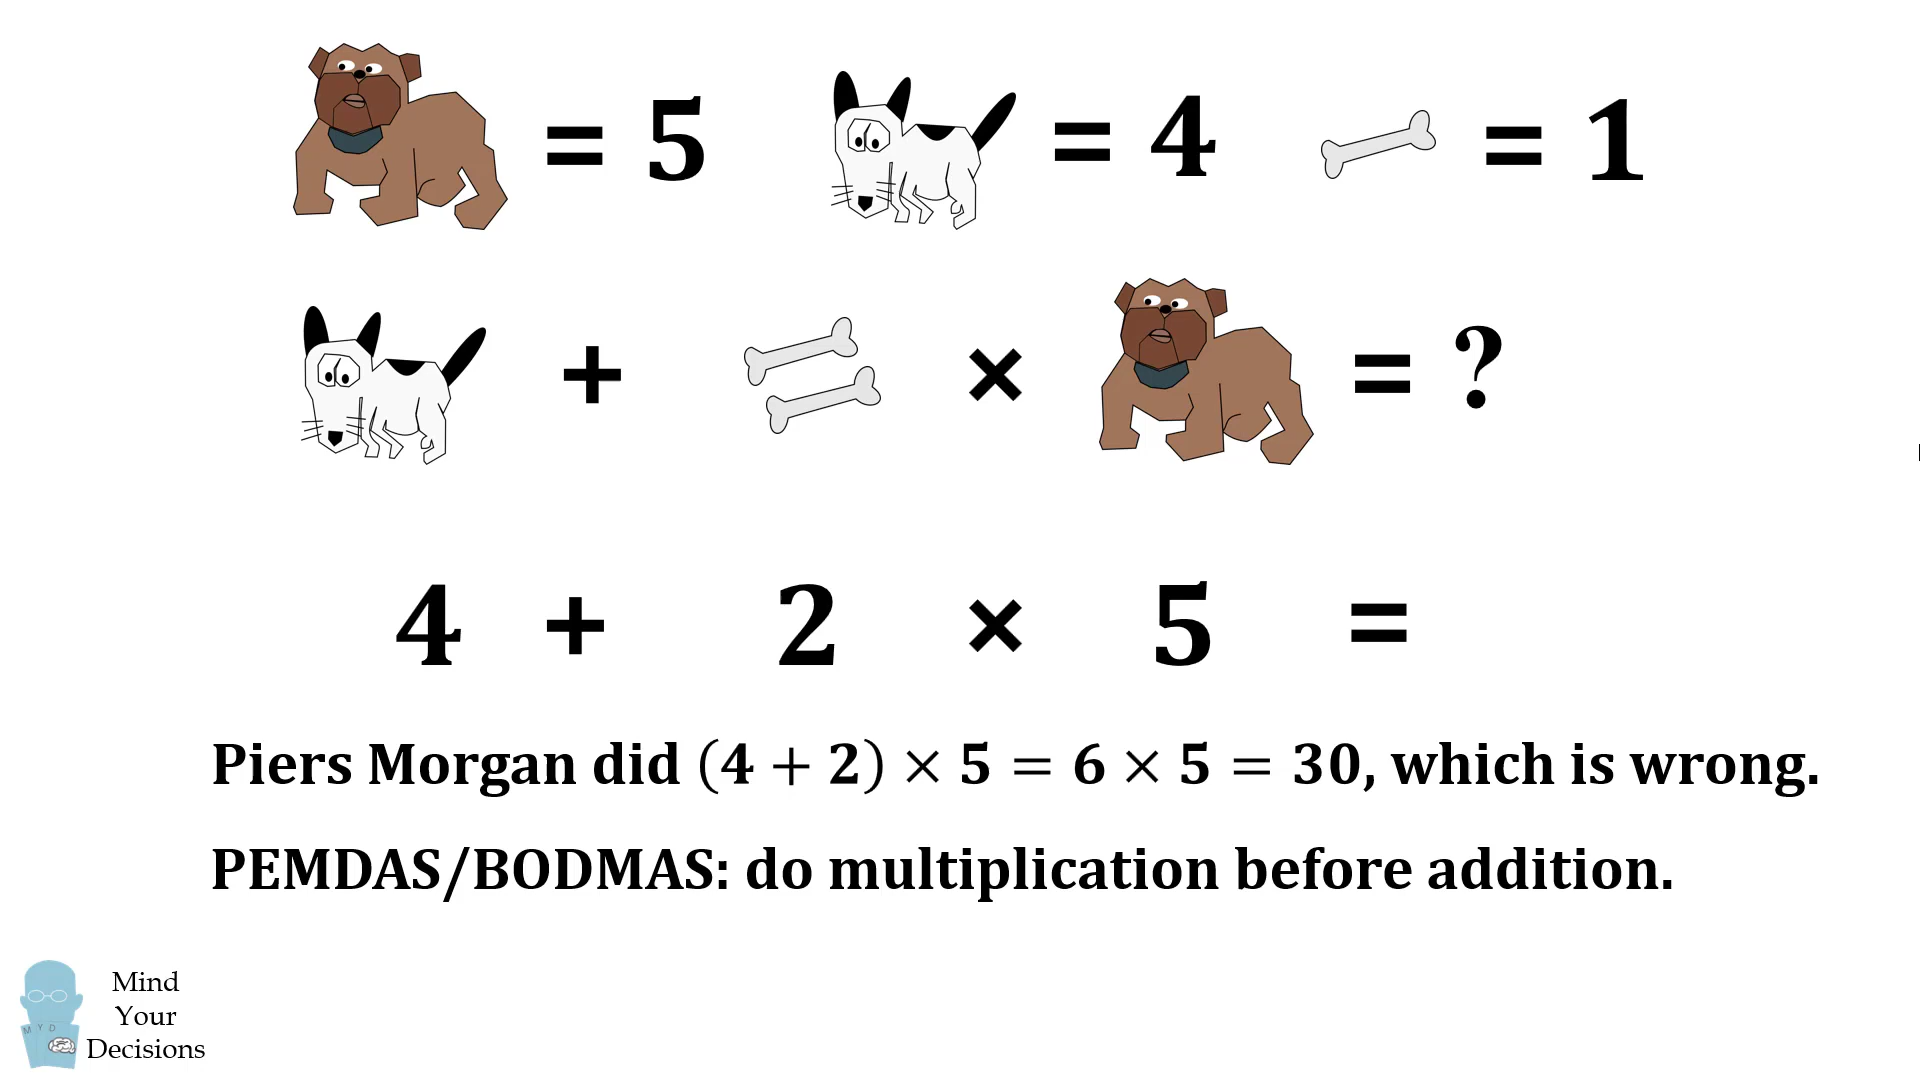 = 5 = 4 = 1
+ × = ?
4 + 2 × 5 =
Piers Morgan did (4 + 2) × 5 = 6 × 5 = 30, which is wrong.
PEMDAS/BODMAS: do multiplication before addition.
M Y D
Mind
Your
Decisions